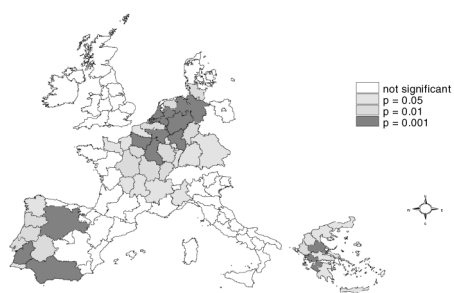 not significant
p = 0.05
p = 0.01
p = 0.001